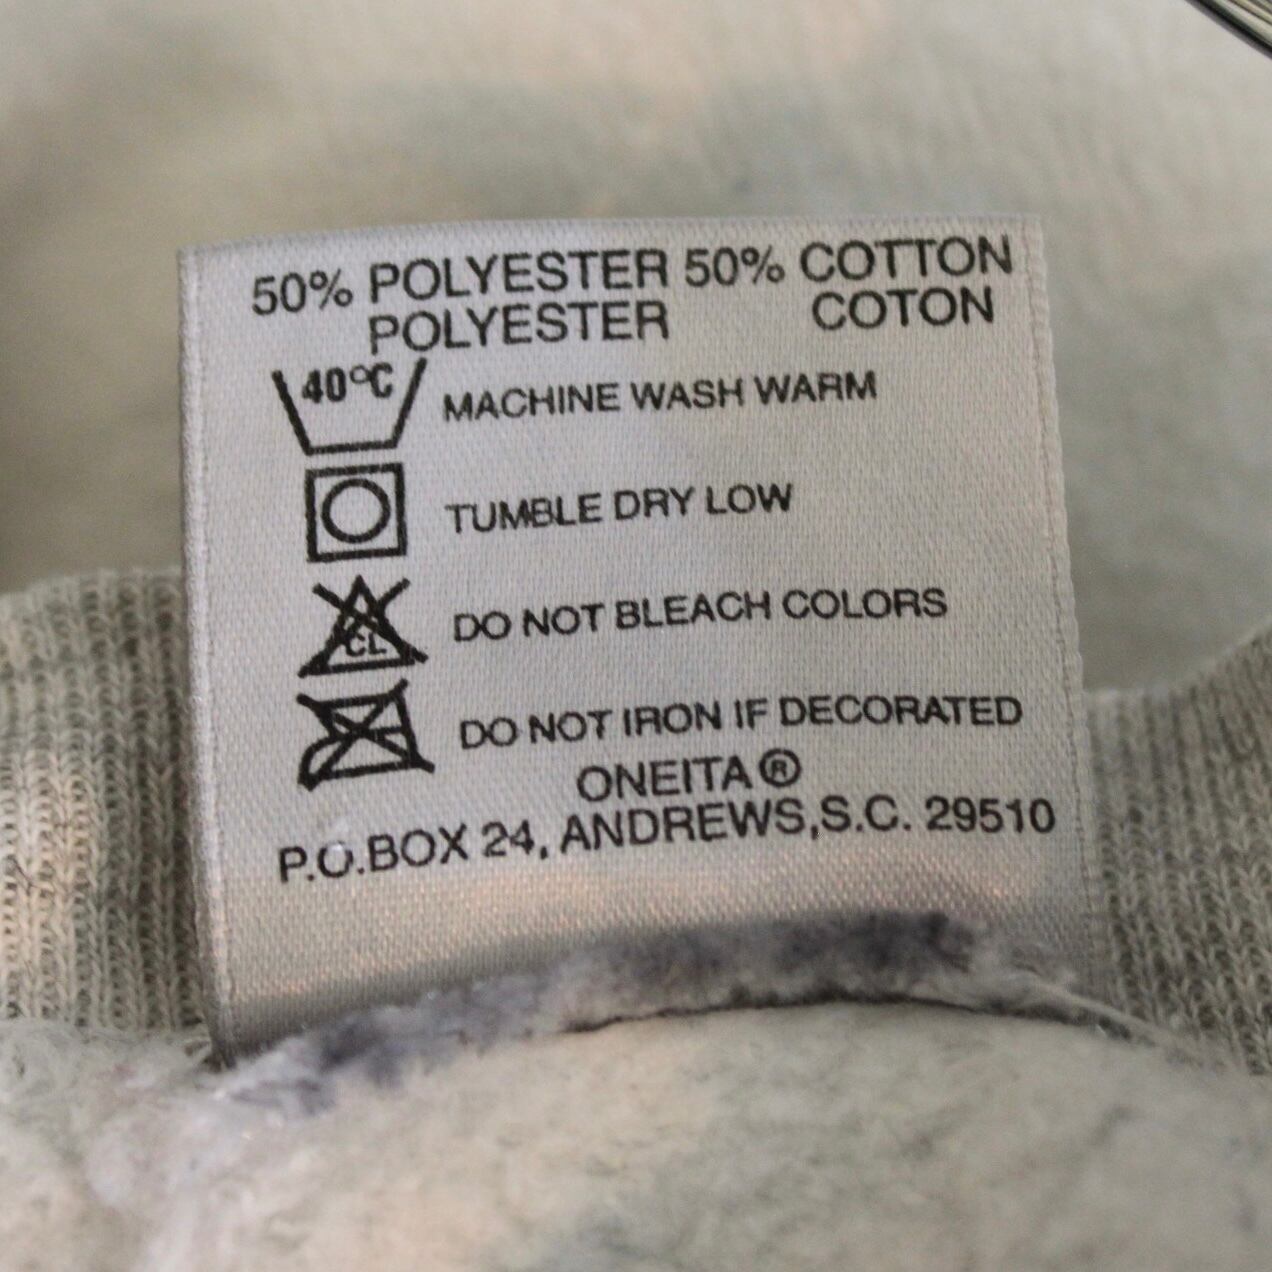 50% POLYESTER 50% COTTON
POLYESTER COTON
40°C MACHINE WASH WARM
TUMBLE DRY LOW
CL DO NOT BLEACH COLORS
DO NOT IRON IF DECORATED
ONEITA®
P.O.BOX 24, ANDREWS,S.C. 29510